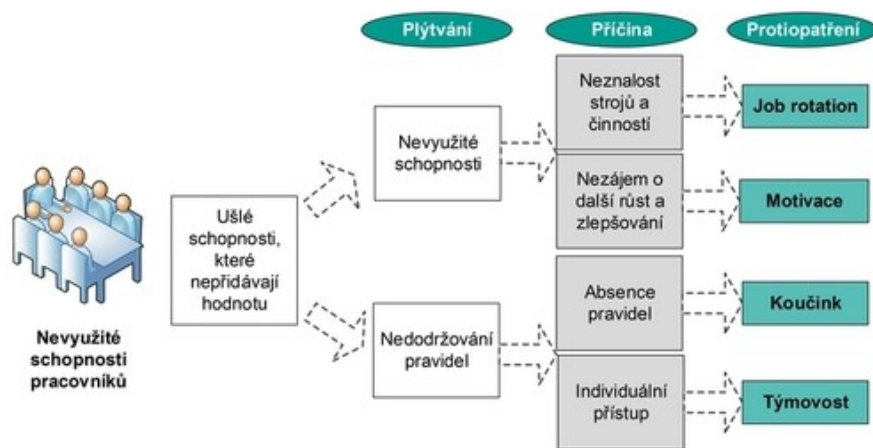 Plýtvání
Příčina
Protiopatření
Nevyužité
schopnosti
pracovníků
Ušlé
schopnosti,
které
nepřidávají
hodnotu
Nevyužité
schopnosti
Neznalost
strojů a
činností
Job rotation
Nezájem o
další růst a
zlepšování
Motivace
Nedodržování
pravidel
Absence
pravidel
Koučink
Individuální
přístup
Týmovost